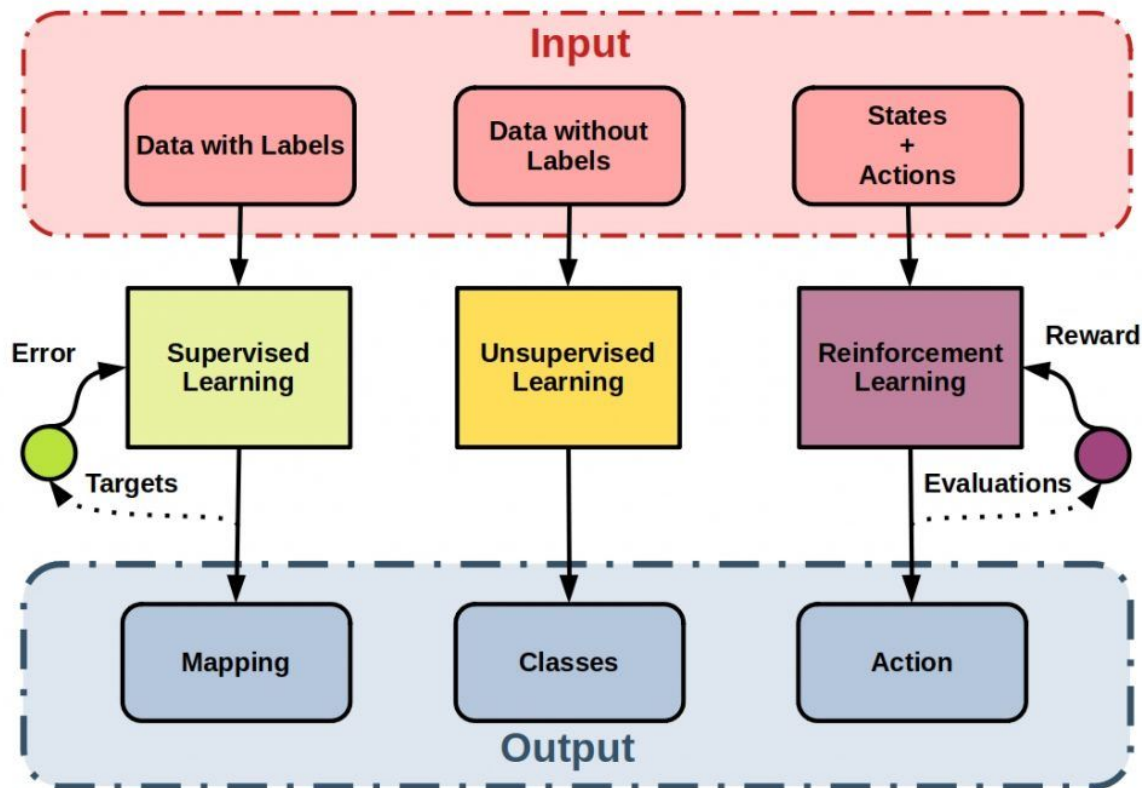 Input
Data with Labels
Data without
Labels
States
+
Actions
Error
Supervised
Learning
Targets
Unsupervised
Learning
Reinforcement
Learning
Reward
Evaluations
Mapping
Classes
Action
Output